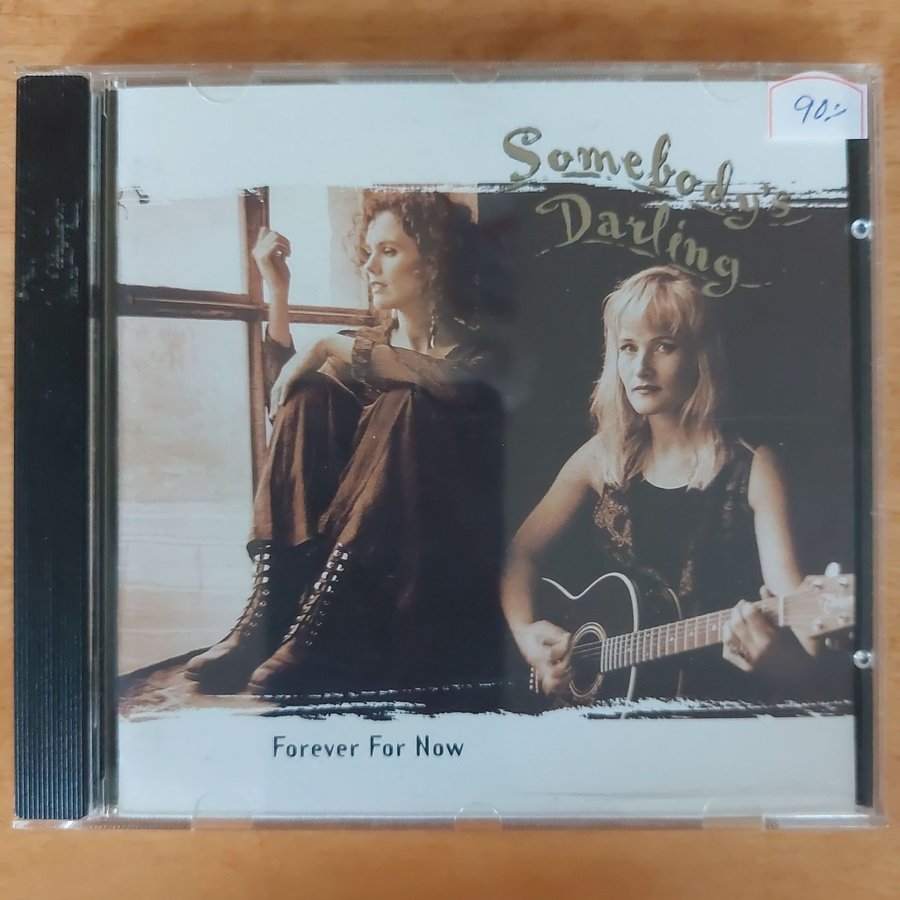 90:-
Somebody's
Darling
Forever For Now